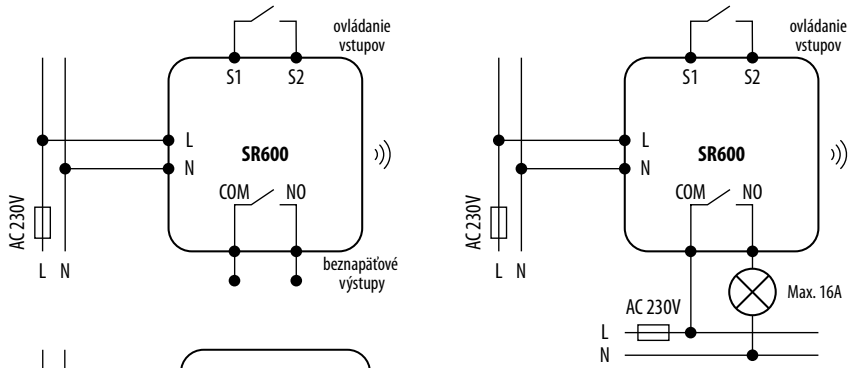 ovládanie
vstupov
S1 S2
L
SR600
N
COM NO
AC 230V
L N
beznapäťové
výstupy
ovládanie
vstupov
S1 S2
L
SR600
N
COM NO
AC 230V
L N
Max. 16A
AC 230V
L
N